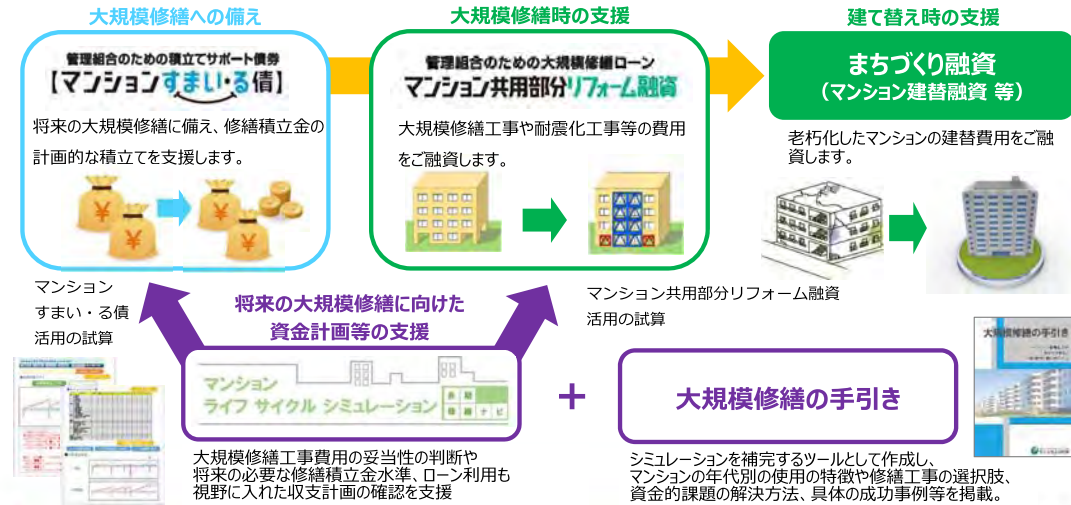 大規模修繕への備え
管理組合のための積立てサポート債券
【マンションすまい・る債】
将来の大規模修繕に備え、修繕積立金の
計画的な積立てを支援します。
¥
¥
¥
¥
大規模修繕時の支援
管理組合のための大規模修繕ローン
マンション共用部分リフォーム融資
大規模修繕工事や耐震化工事等の費用
をご融資します。
建て替え時の支援
まちづくり融資
（マンション建替融資 等）
老朽化したマンションの建替費用をご融
資します。
マンション
すまい・る債
活用の試算
将来の大規模修繕に向けた
資金計画等の支援
マンション共用部分リフォーム融資
活用の試算
マンション
ライフ サイクル シミュレーション
長期
修繕ナビ
大規模修繕工事費用の妥当性の判断や
将来の必要な修繕積立金水準、ローン利用も
視野に入れた収支計画の確認を支援
+
大規模修繕の手引き
大規模修繕の手引き
シミュレーションを補完するツールとして作成し、
マンションの年代別の使用の特徴や修繕工事の選択肢、
資金的課題の解決方法、具体の成功事例等を掲載。